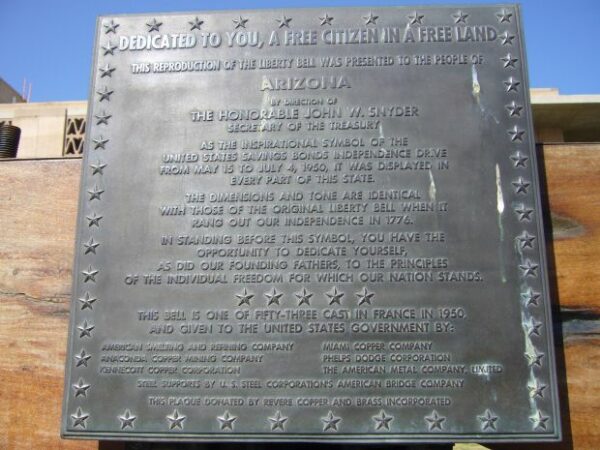 DEDICATED TO YOU, A FREE CITIZEN IN A FREE LAND
THIS REPRODUCTION OF THE LIBERTY BELL WAS PRESENTED TO THE PEOPLE OF
ARIZONA
BY DIRECTION OF
THE HONORABLE JOHN W. SNYDER
SECRETARY OF THE TREASURY
AS THE INSPIRATIONAL SYMBOL OF THE
UNITED STATES SAVINGS BONDS INDEPENDENCE DRIVE
FROM MAY 15 TO JULY 4, 1950, IT WAS DISPLAYED IN
EVERY PART OF THIS STATE.
THE DIMENSIONS AND TONE ARE IDENTICAL
WITH THOSE OF THE ORIGINAL LIBERTY BELL WHEN IT
RANG OUT OUR INDEPENDENCE IN 1776.
IN STANDING BEFORE THIS SYMBOL, YOU HAVE THE
OPPORTUNITY TO DEDICATE YOURSELF,
AS DID OUR FOUNDING FATHERS, TO THE PRINCIPLES
OF THE INDIVIDUAL FREEDOM FOR WHICH OUR NATION STANDS.
THIS BELL IS ONE OF FIFTY-THREE CAST IN FRANCE IN 1950,
AND GIVEN TO THE UNITED STATES GOVERNMENT BY:
AMERICAN SMELTING AND REFINING COMPANY
ANACONDA COPPER MINING COMPANY
KENNECOTT COPPER CORPORATION
MIAMI COPPER COMPANY
PHELPS DODGE CORPORATION
THE AMERICAN METAL COMPANY, LIMITED
STEEL SUPPORTS BY U. S. STEEL CORPORATION'S AMERICAN BRIDGE COMPANY
THIS PLAQUE DONATED BY REVERE COPPER AND BRASS INCORPORATED